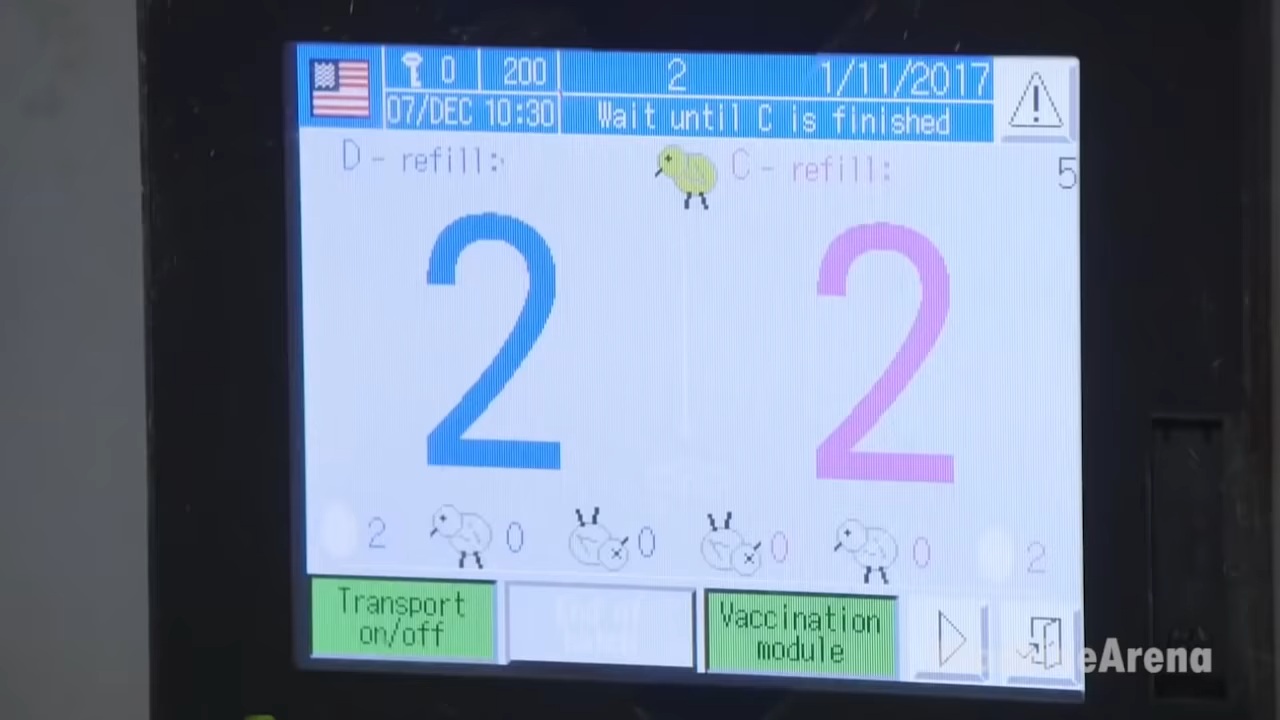 0 200 2 1/11/2017
07/DEC 10:30 Wait until C is finished
D - refill: C - refill: 5
2 2
2 0 0 0 0 2
Transport on/off
Vaccination module
eArena